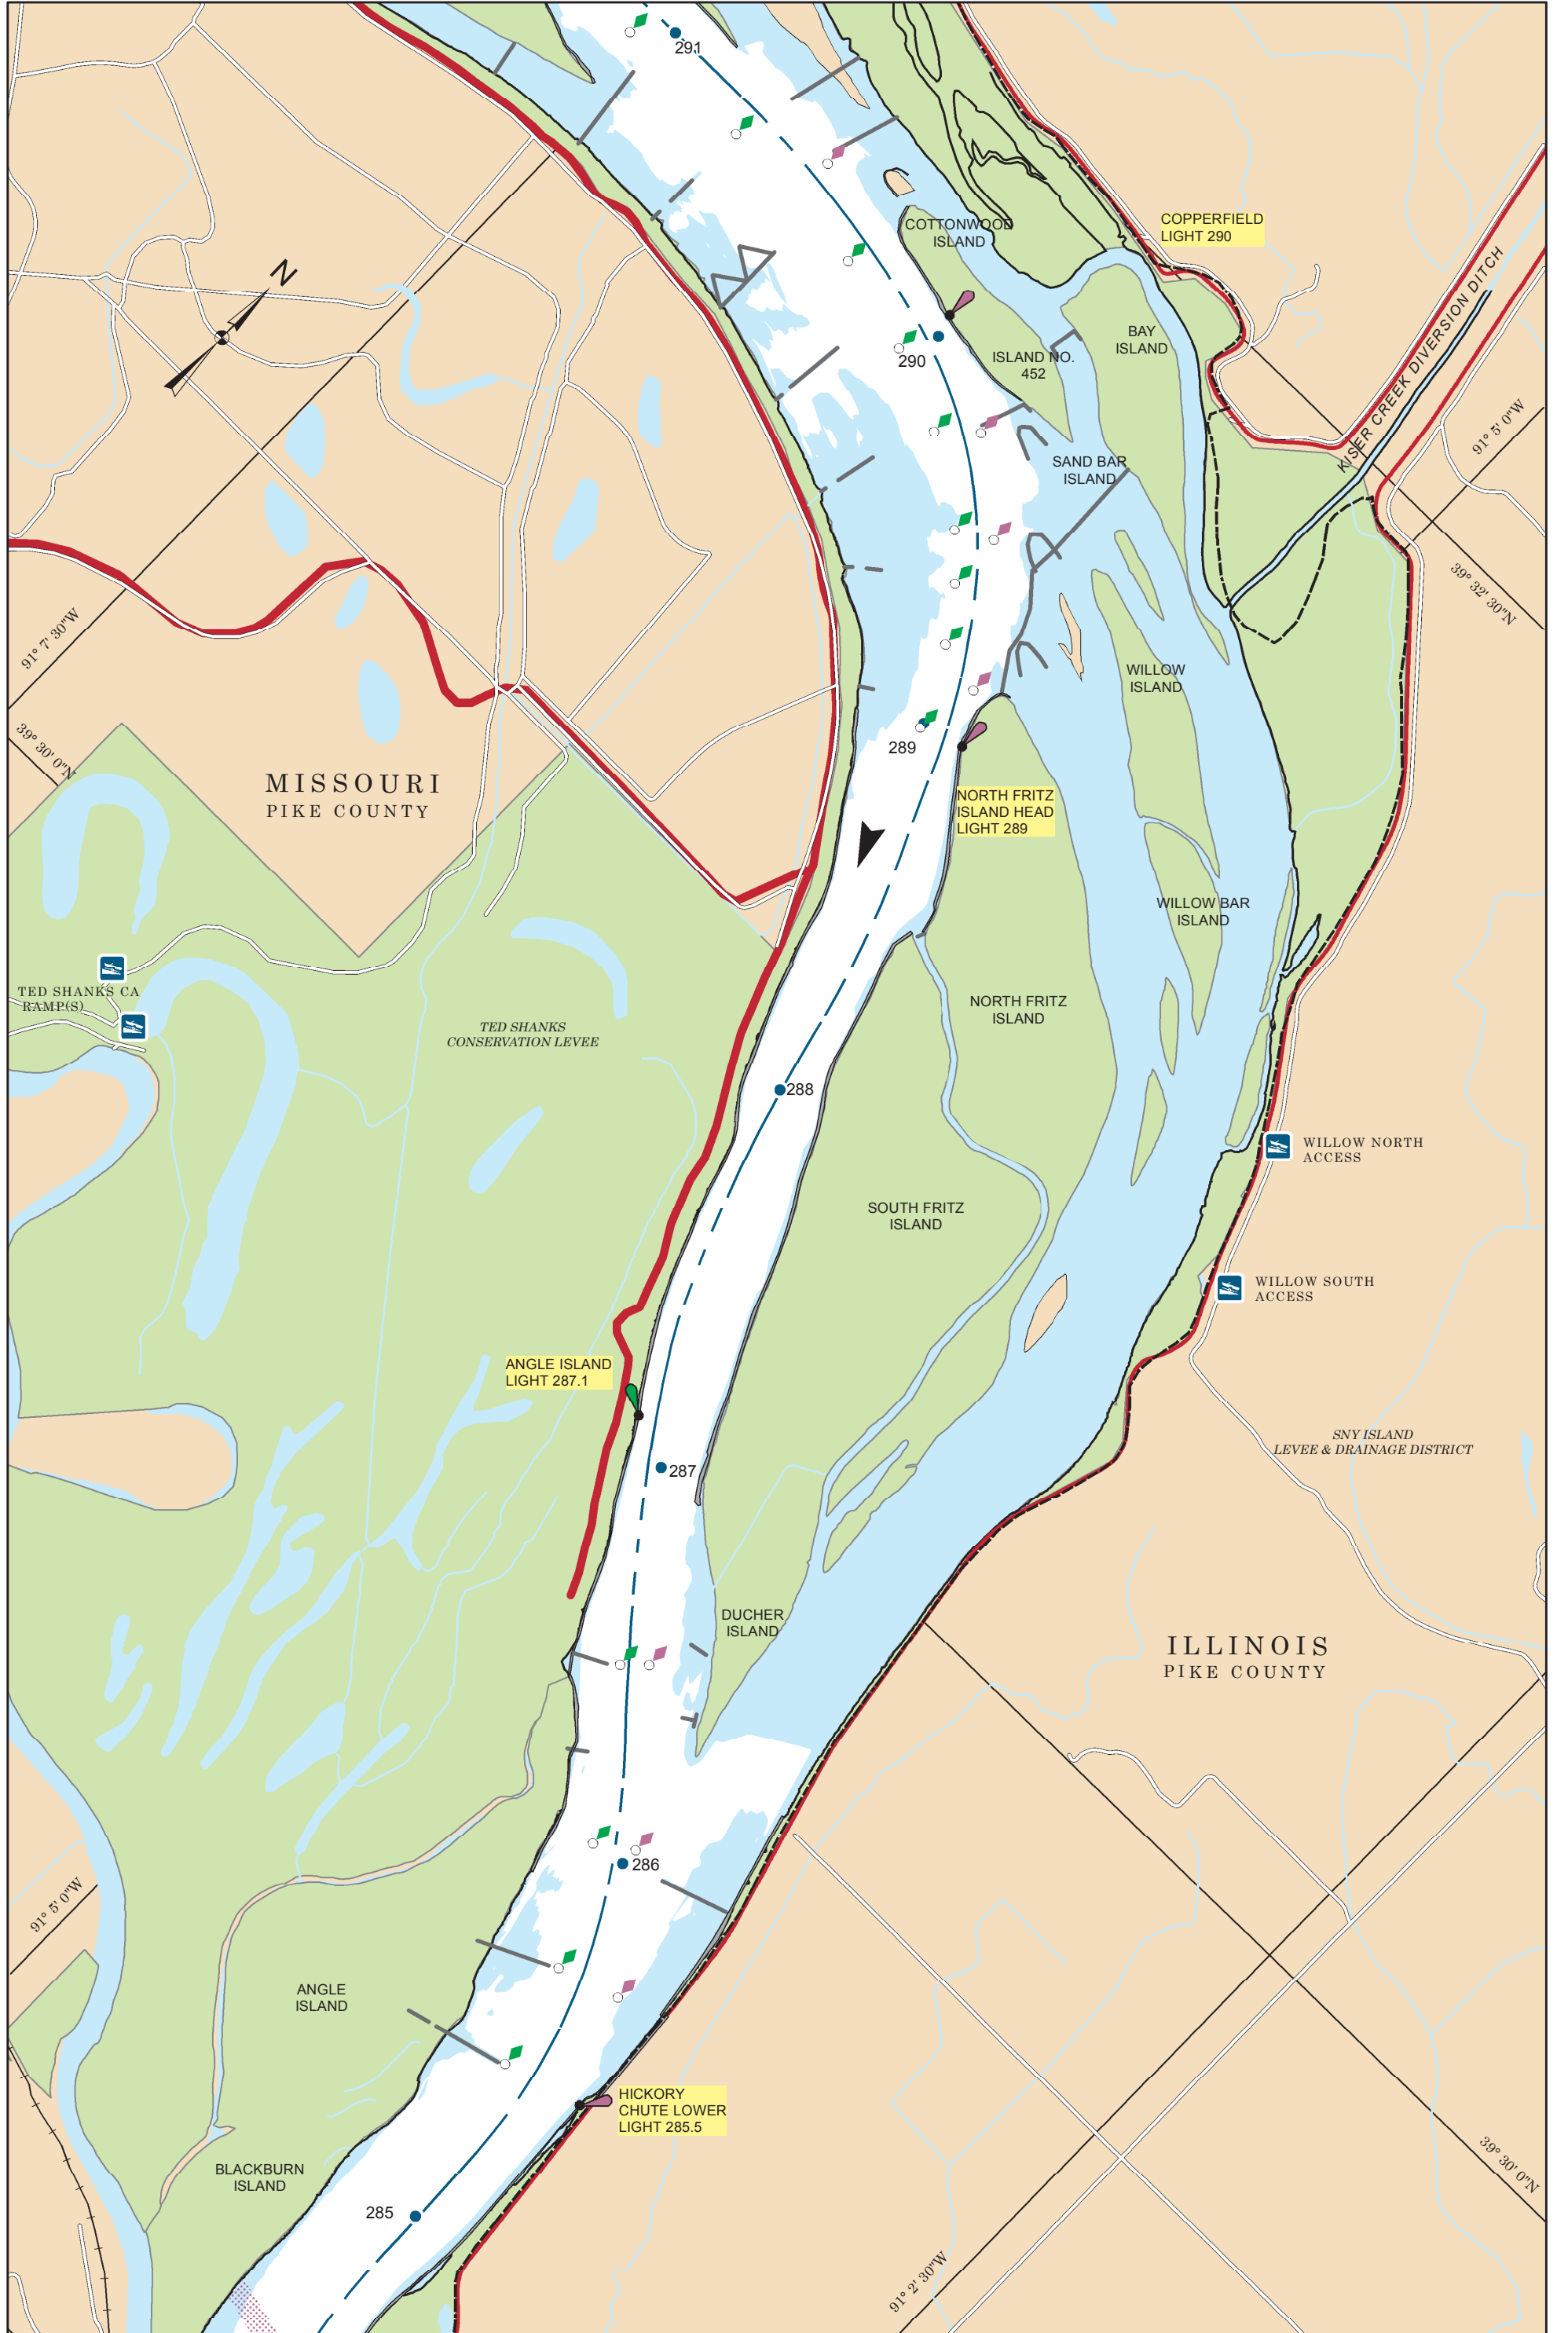 291
COPPERFIELD
LIGHT 290
COTTONWOOD
ISLAND
N
KISER CREEK DIVERSION DITCH
BAY
ISLAND
290
ISLAND NO.
452
91° 5' 0"W
SAND BAR
ISLAND
39° 32' 30"N
91° 7' 30"W
WILLOW
ISLAND
39° 30' 0"N
289
MISSOURI
PIKE COUNTY
NORTH FRITZ
ISLAND HEAD
LIGHT 289
WILLOW BAR
ISLAND
TED SHANKS CA
RAMP(S)
NORTH FRITZ
ISLAND
TED SHANKS
CONSERVATION LEVEE
288
WILLOW NORTH
ACCESS
SOUTH FRITZ
ISLAND
WILLOW SOUTH
ACCESS
ANGLE ISLAND
LIGHT 287.1
SNY ISLAND
LEVEE & DRAINAGE DISTRICT
287
DUCHER
ISLAND
ILLINOIS
PIKE COUNTY
286
91° 5' 0"W
ANGLE
ISLAND
HICKORY
CHUTE LOWER
LIGHT 285.5
39° 30' 0"N
BLACKBURN
ISLAND
285
91° 2' 30"W